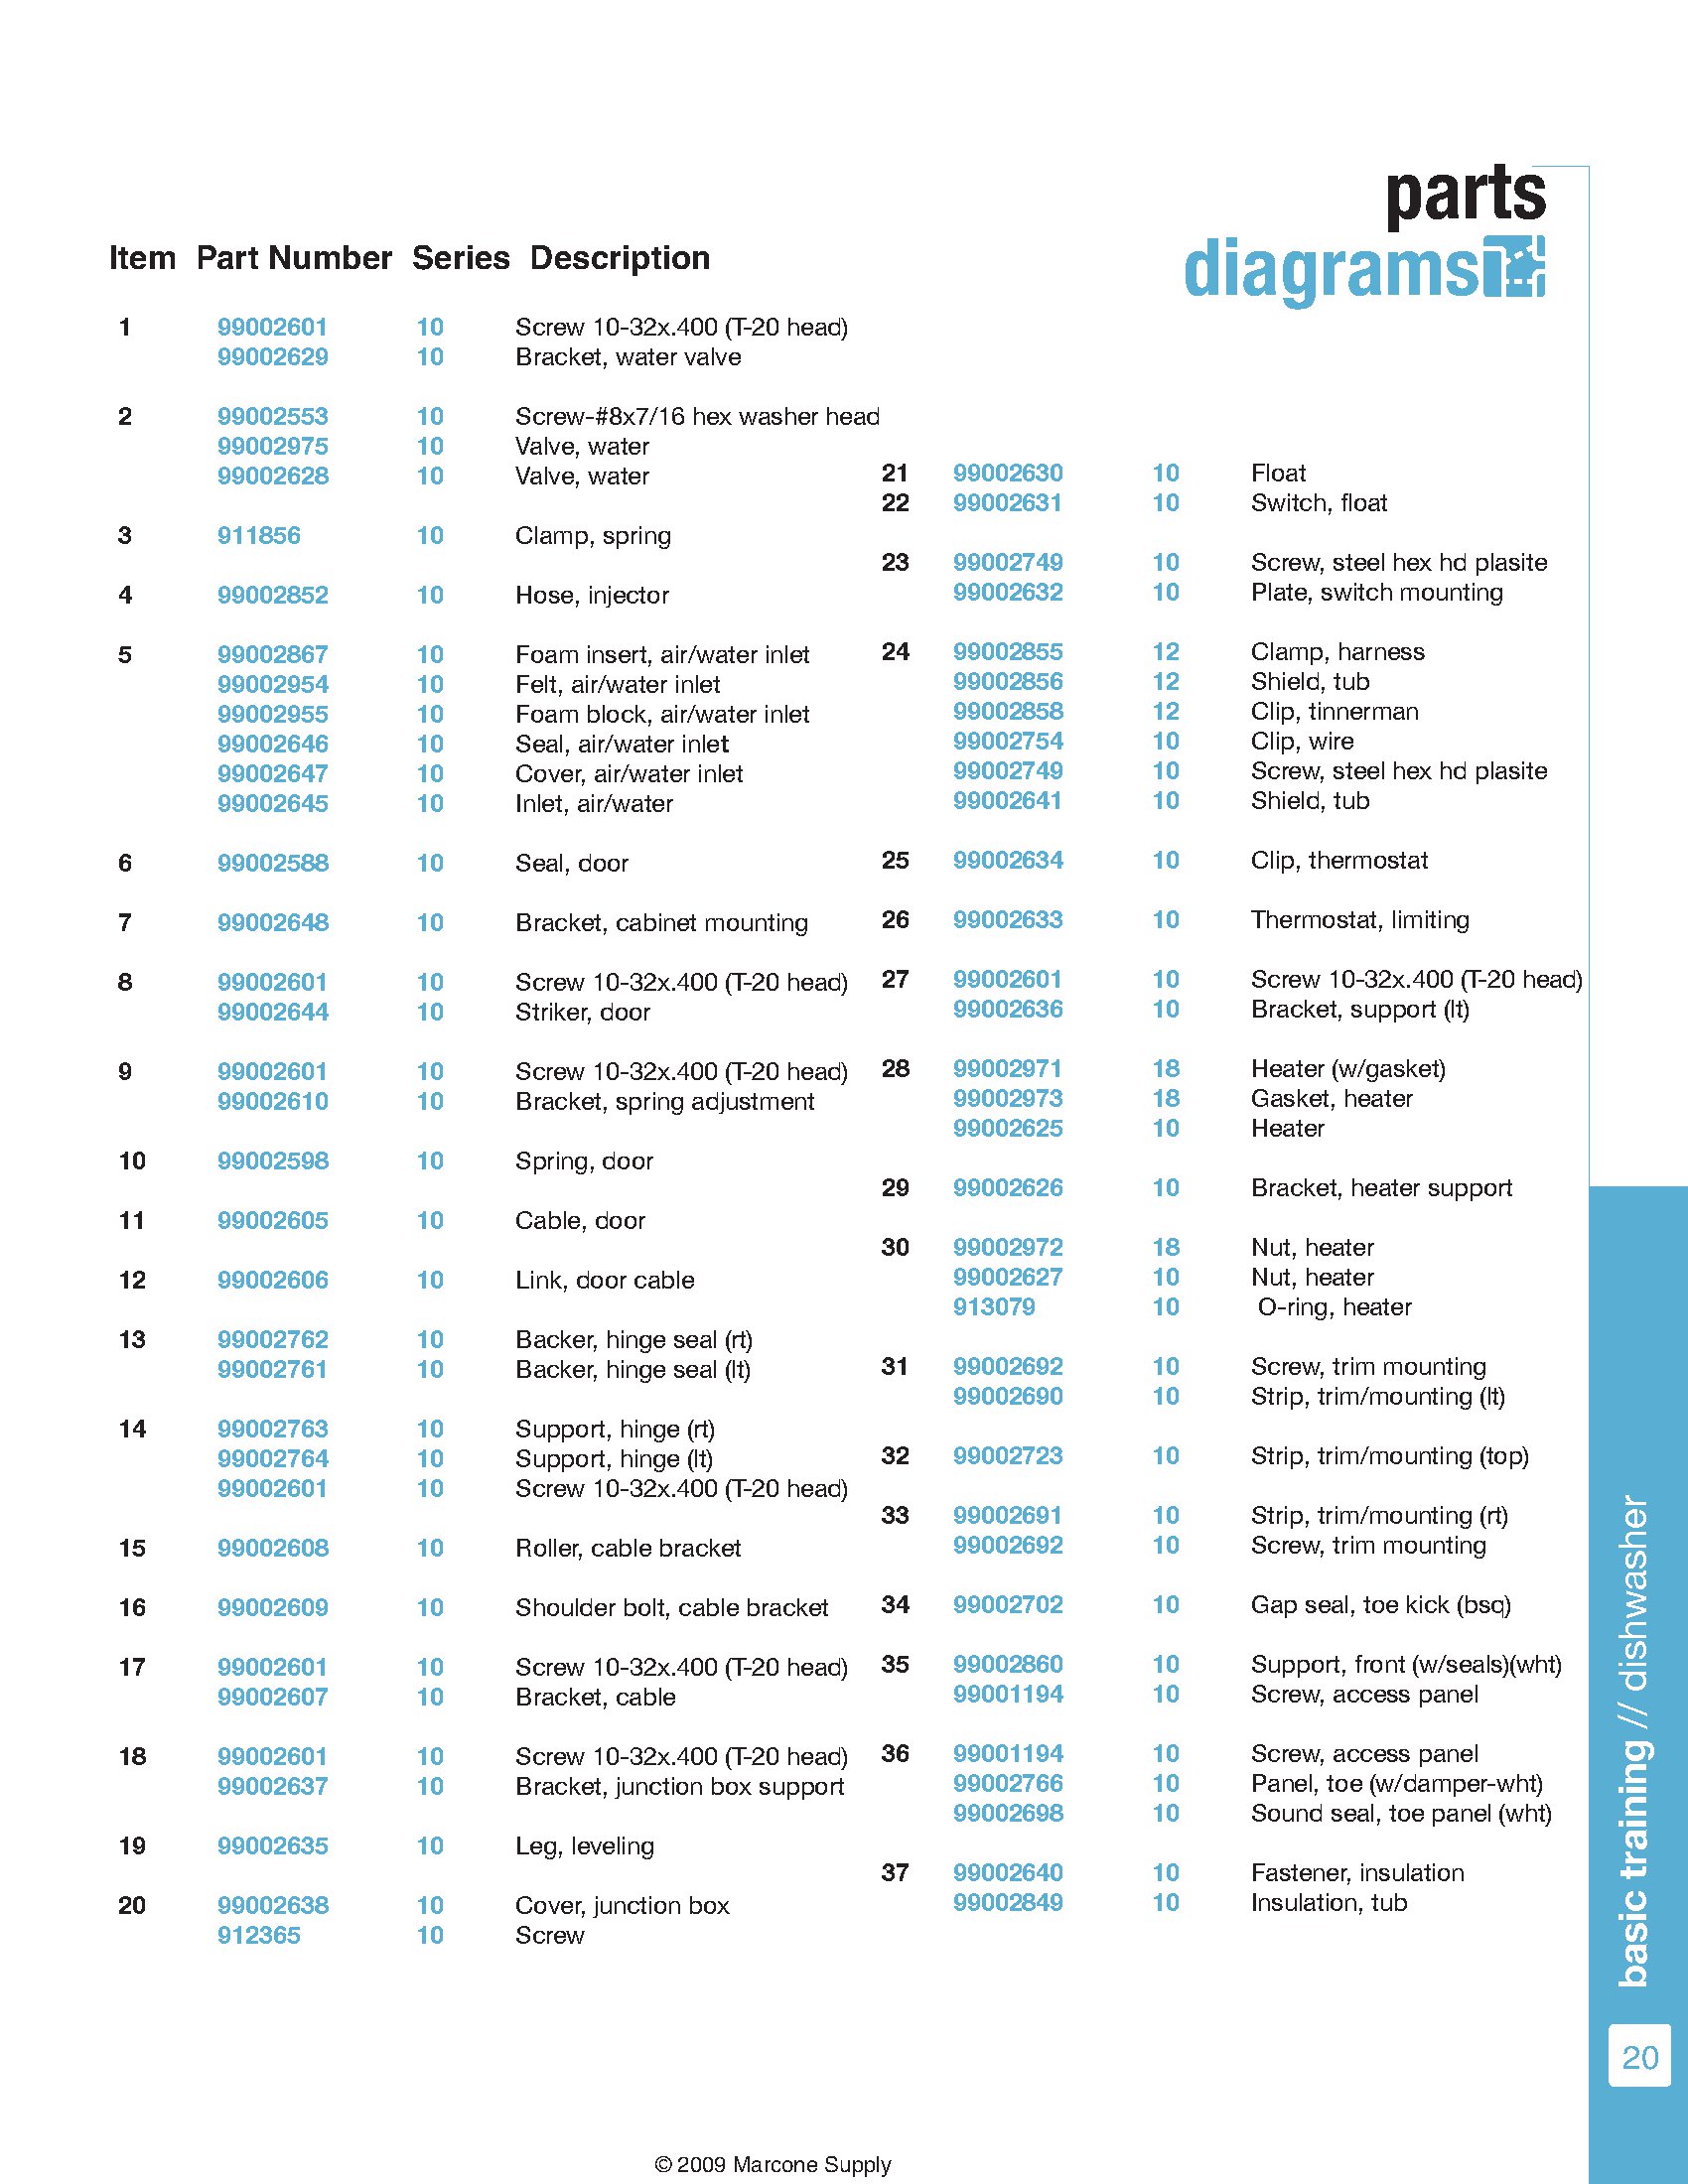 parts
diagrams
Item Part Number Series Description
1 99002601 10 Screw 10-32x.400 (T-20 head)
99002629 10 Bracket, water valve
2 99002553 10 Screw-#8x7/16 hex washer head
99002975 10 Valve, water
99002628 10 Valve, water
3 911856 10 Clamp, spring
4 99002852 10 Hose, injector
5 99002867 10 Foam insert, air/water inlet
99002954 10 Felt, air/water inlet
99002955 10 Foam block, air/water inlet
99002646 10 Seal, air/water inlet
99002647 10 Cover, air/water inlet
99002645 10 Inlet, air/water
6 99002588 10 Seal, door
7 99002648 10 Bracket, cabinet mounting
8 99002601 10 Screw 10-32x.400 (T-20 head)
99002644 10 Striker, door
9 99002601 10 Screw 10-32x.400 (T-20 head)
99002610 10 Bracket, spring adjustment
10 99002598 10 Spring, door
11 99002605 10 Cable, door
12 99002606 10 Link, door cable
13 99002762 10 Backer, hinge seal (rt)
99002761 10 Backer, hinge seal (lt)
14 99002763 10 Support, hinge (rt)
99002764 10 Support, hinge (lt)
99002601 10 Screw 10-32x.400 (T-20 head)
15 99002608 10 Roller, cable bracket
16 99002609 10 Shoulder bolt, cable bracket
17 99002601 10 Screw 10-32x.400 (T-20 head)
99002607 10 Bracket, cable
18 99002601 10 Screw 10-32x.400 (T-20 head)
99002637 10 Bracket, junction box support
19 99002635 10 Leg, leveling
20 99002638 10 Cover, junction box
912365 10 Screw
21 99002630 10 Float
22 99002631 10 Switch, float
23 99002749 10 Screw, steel hex hd plasite
99002632 10 Plate, switch mounting
24 99002855 12 Clamp, harness
99002856 12 Shield, tub
99002858 12 Clip, tinnerman
99002754 10 Clip, wire
99002749 10 Screw, steel hex hd plasite
99002641 10 Shield, tub
25 99002634 10 Clip, thermostat
26 99002633 10 Thermostat, limiting
27 99002601 10 Screw 10-32x.400 (T-20 head)
99002636 10 Bracket, support (lt)
28 99002971 18 Heater (w/gasket)
99002973 18 Gasket, heater
99002625 10 Heater
29 99002626 10 Bracket, heater support
30 99002972 18 Nut, heater
99002627 10 Nut, heater
913079 10 O-ring, heater
31 99002692 10 Screw, trim mounting
99002690 10 Strip, trim/mounting (lt)
32 99002723 10 Strip, trim/mounting (top)
33 99002691 10 Strip, trim/mounting (rt)
99002692 10 Screw, trim mounting
34 99002702 10 Gap seal, toe kick (bsq)
35 99002860 10 Support, front (w/seals)(wht)
99001194 10 Screw, access panel
36 99001194 10 Screw, access panel
99002766 10 Panel, toe (w/damper-wht)
99002698 10 Sound seal, toe panel (wht)
37 99002640 10 Fastener, insulation
99002849 10 Insulation, tub
basic training // dishwasher
20
© 2009 Marcone Supply